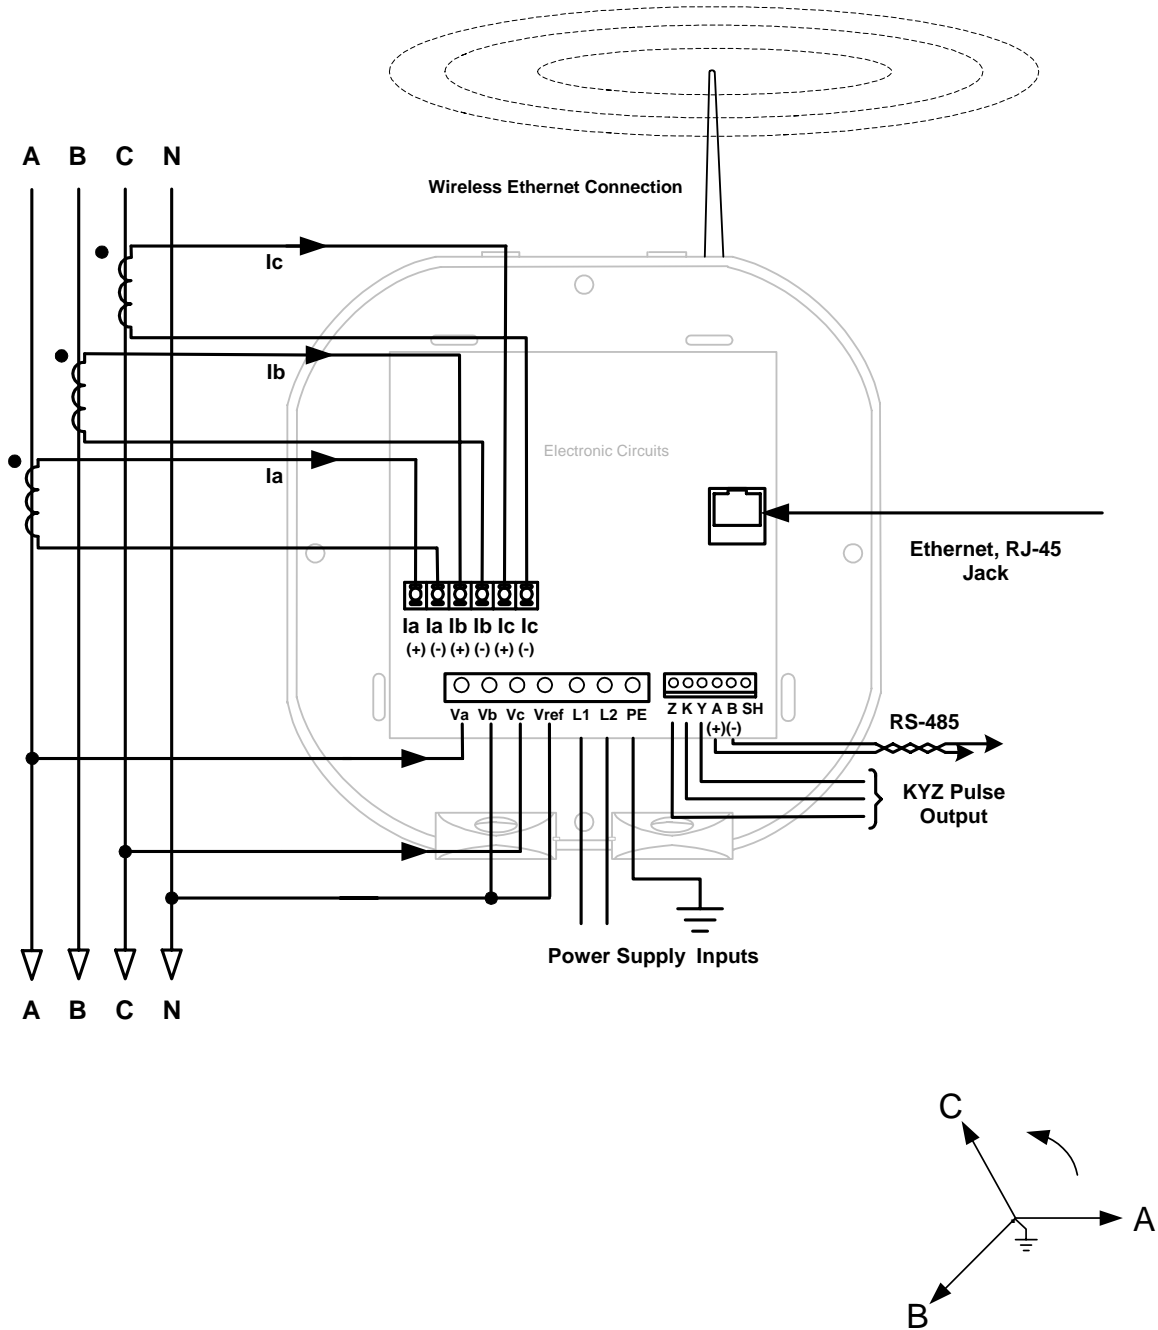 A B C N
Wireless Ethernet Connection
Ic
Ib
Electronic Circuits
Ia
Ethernet, RJ-45
Jack
Ia Ia Ib Ib Ic Ic
(+) (-) (+) (-) (+) (-)
Va Vb Vc Vref L1 L2 PE
Z K Y A B SH
(+)(-)
RS-485
KYZ Pulse
Output
Power Supply Inputs
A B C N
C
A
B